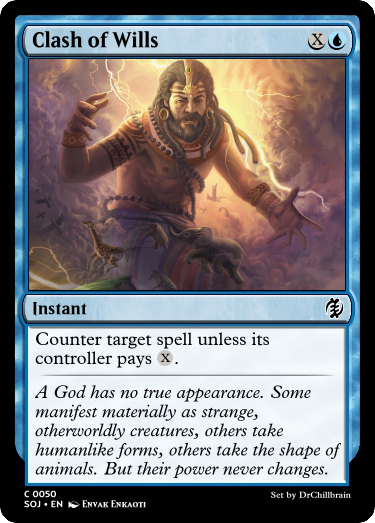 Clash of Wills X
Instant
Counter target spell unless its
controller pays X.
A God has no true appearance. Some
manifest materially as strange,
otherworldly creatures, others take
humanlike forms, others take the shape of
animals. But their power never changes.
C 0050
SOJ • EN ENVAK ENKAOTI
Set by DrChillbrain